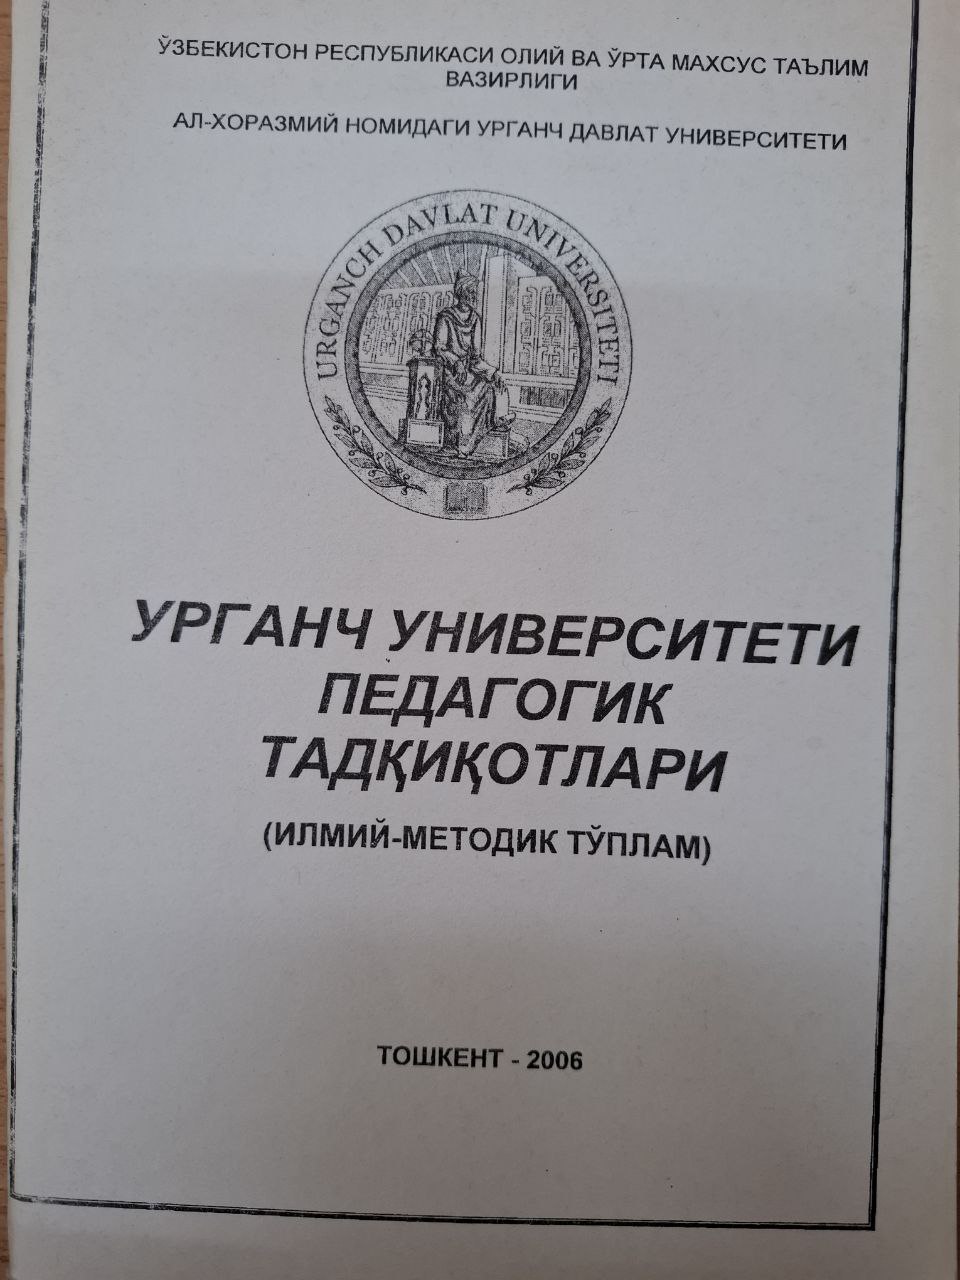 ЎЗБЕКИСТОН РЕСПУБЛИКАСИ ОЛИЙ ВА ЎРТА МАХСУС ТАЪЛИМ
ВАЗИРЛИГИ
АЛ-ХОРАЗМИЙ НОМИДАГИ УРГАНЧ ДАВЛАТ УНИВЕРСИТЕТИ
URGANCH DAVLAT UNIVERSITETI
УРГАНЧ УНИВЕРСИТЕТИ
ПЕДАГОГИК
ТАДҚИҚОТЛАРИ
(ИЛМИЙ-МЕТОДИК ТЎПЛАМ)
ТОШКЕНТ - 2006